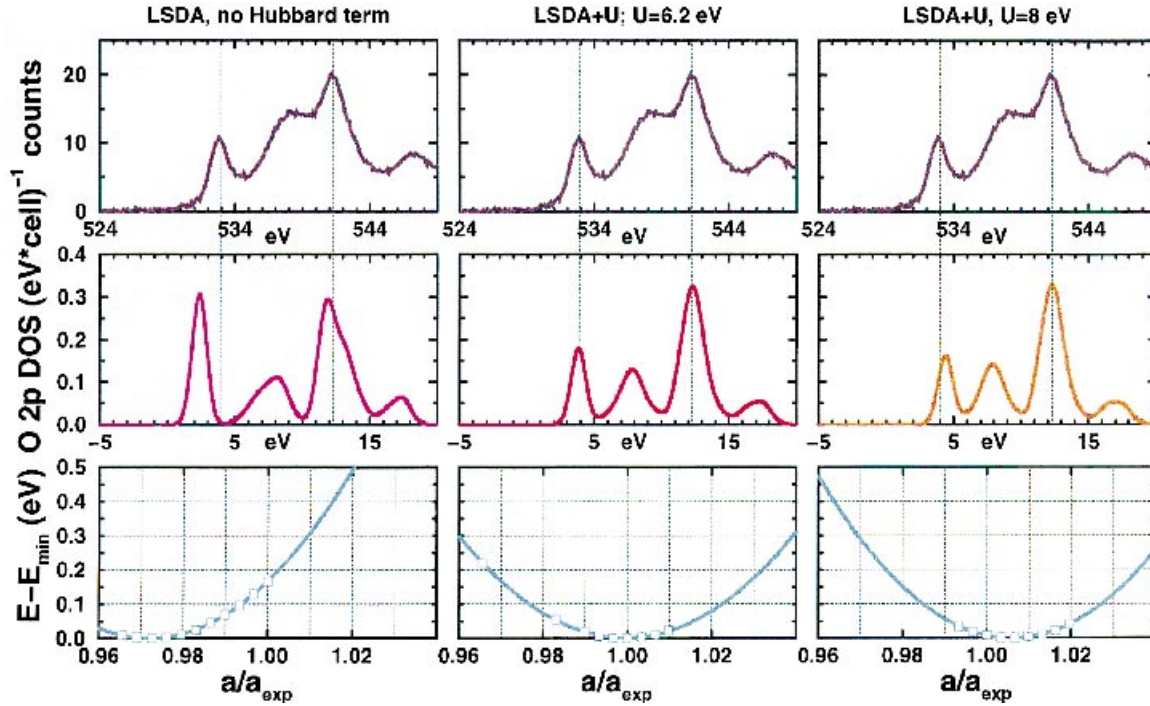 LSDA, no Hubbard term
LSDA+U; U=6.2 eV
LSDA+U, U=8 eV
counts
20
10
0
524
534
eV
544
524
534
eV
544
524
534
eV
544
O 2p DOS (eV*cell)⁻¹
0.4
0.3
0.2
0.1
0.0
−5
5
eV
15
−5
5
eV
15
−5
5
eV
15
E−Emin (eV)
0.5
0.4
0.3
0.2
0.1
0.0
0.96
0.98
1.00
1.02
0.96
0.98
1.00
1.02
0.96
0.98
1.00
1.02
a/aexp
a/aexp
a/aexp